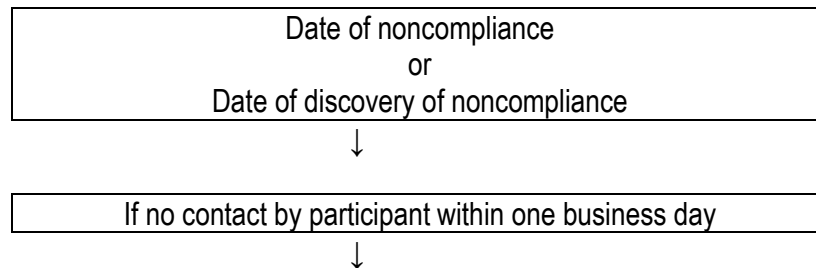 Date of noncompliance
or
Date of discovery of noncompliance
↓
If no contact by participant within one business day
↓